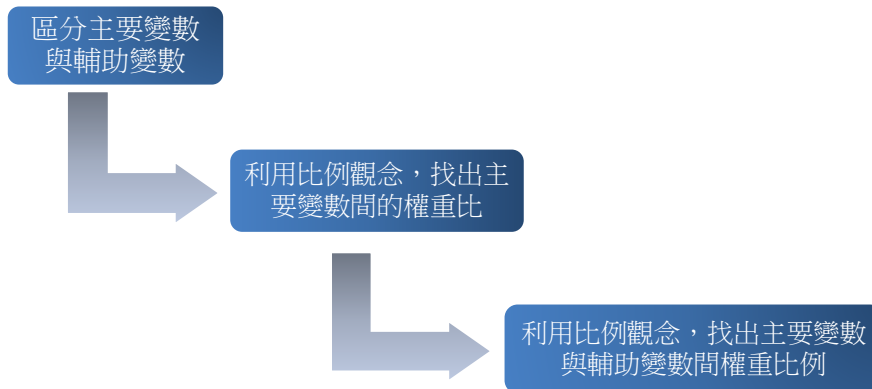 區分主要變數
與輔助變數
利用比例觀念，找出主
要變數間的權重比
利用比例觀念，找出主要變數
與輔助變數間權重比例